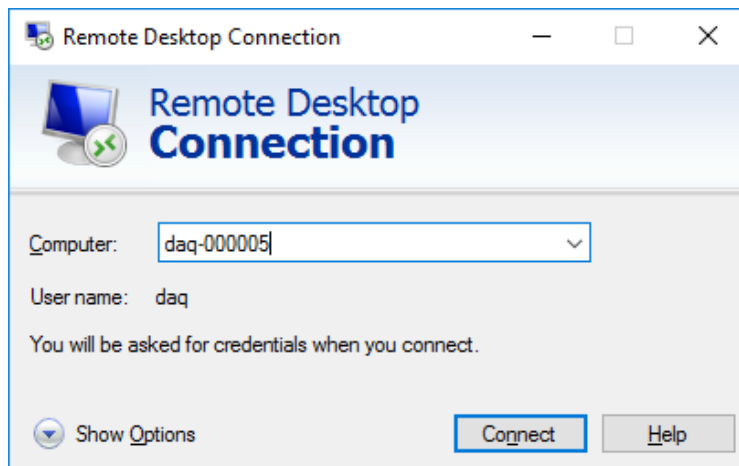 Remote Desktop Connection
Remote Desktop
Connection
Computer: daq-000005
User name: daq
You will be asked for credentials when you connect.
Show Options Connect Help